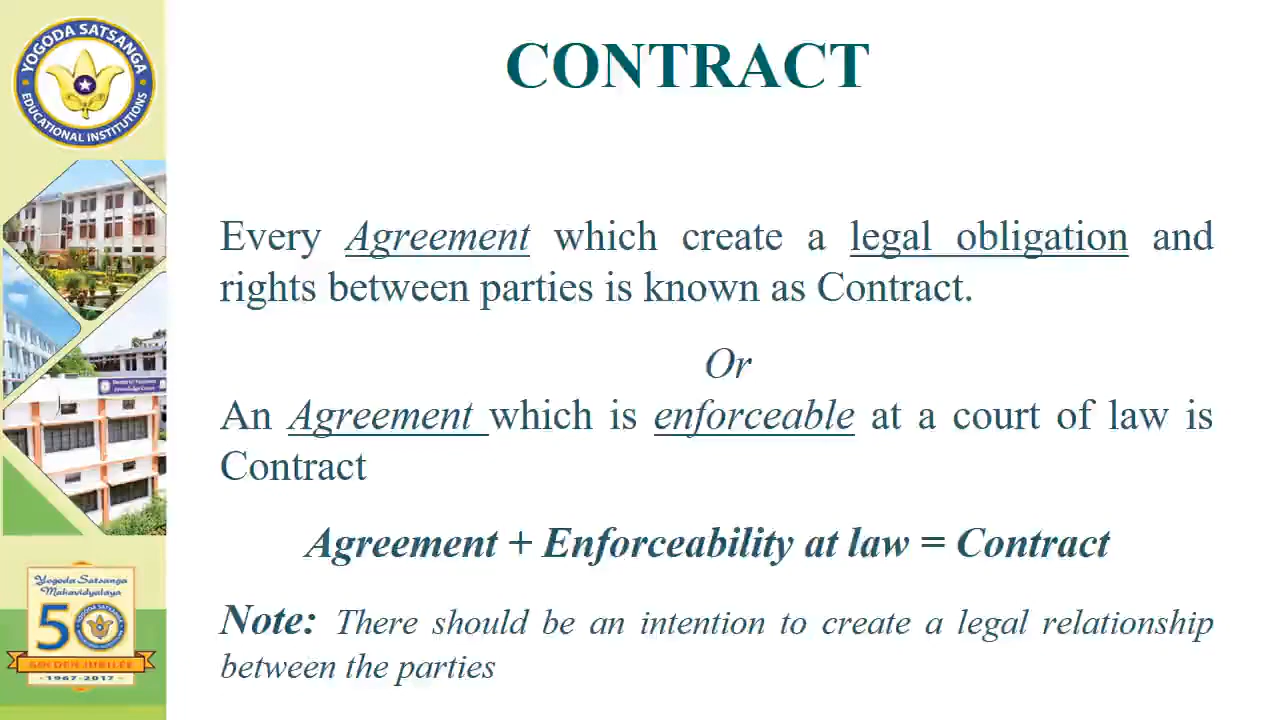 YOGODA SATSANGA
EDUCATIONAL INSTITUTIONS
CONTRACT
Every Agreement which create a legal obligation and
rights between parties is known as Contract.
Or
An Agreement which is enforceable at a court of law is
Contract
Agreement + Enforceability at law = Contract
Note: There should be an intention to create a legal relationship
between the parties
Yogoda Satsanga
Mahavidyalaya
50
GOLDEN JUBILEE
-1967-2017-